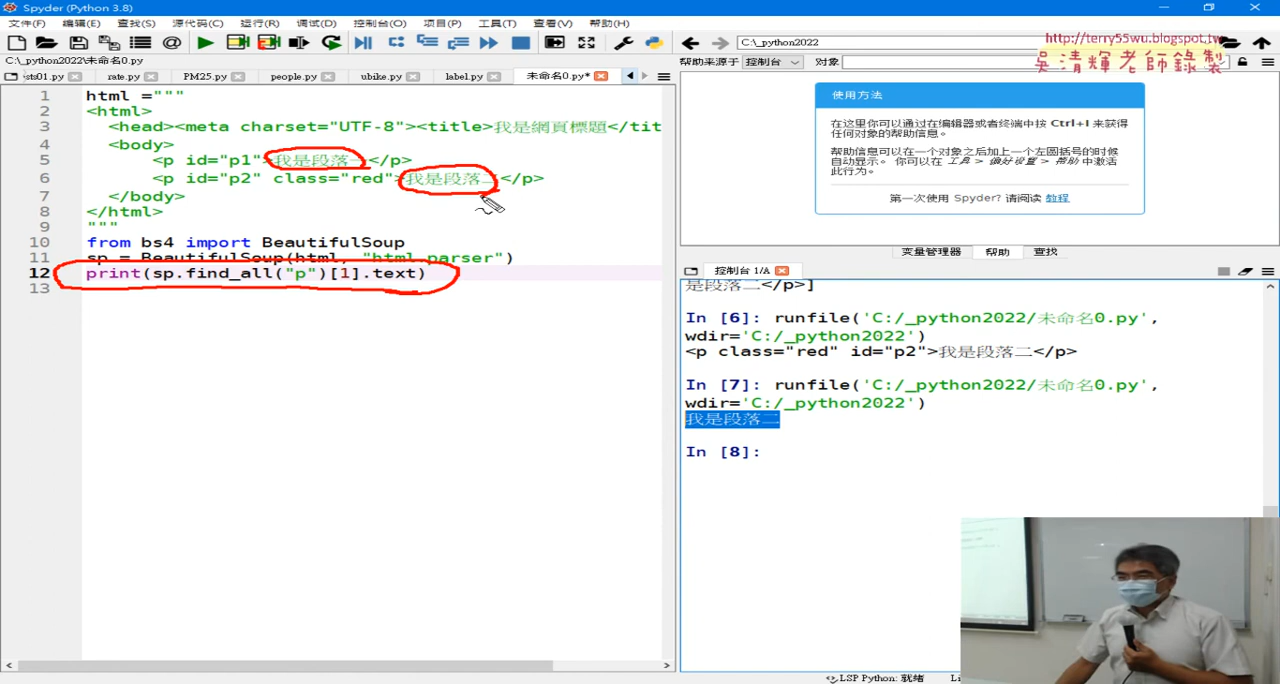 Spyder (Python 3.8)
文件(F) 编辑(E) 查找(S) 源代码(C) 运行(R) 调试(D) 控制台(O) 项目(P) 工具(T) 查看(V) 帮助(H)
C:\_python2022
http://terry55wu.blogspot.tw
吳清輝老師錄製
C:\_python2022\未命名0.py
sts01.py rate.py PM25.py people.py ubike.py label.py 未命名0.py*
帮助来源于 控制台 对象
1 html ="""
2 <html>
3 <head><meta charset="UTF-8"><title>我是網頁標題</tit
4 <body>
5 <p id="p1">我是段落一</p>
6 <p id="p2" class="red">我是段落二</p>
7 </body>
8 </html>
9 """
10 from bs4 import BeautifulSoup
11 sp = BeautifulSoup(html, "html.parser")
12 print(sp.find_all("p")[1].text)
13
使用方法
在这里你可以通过在编辑器或者终端中按 Ctrl+I 来获得
任何对象的帮助信息。
帮助信息可以在一个对象之后加上一个左圆括号的时候
自动显示。 你可以在 工具 > 偏好设置 > 帮助 中激活
此行为。
第一次使用 Spyder? 请阅读 教程
变量管理器 帮助 查找
控制台 1/A
是段落二</p>]
In [6]: runfile('C:/_python2022/未命名0.py',
wdir='C:/_python2022')
<p class="red" id="p2">我是段落二</p>
In [7]: runfile('C:/_python2022/未命名0.py',
wdir='C:/_python2022')
我是段落二
In [8]:
LSP Python: 就绪